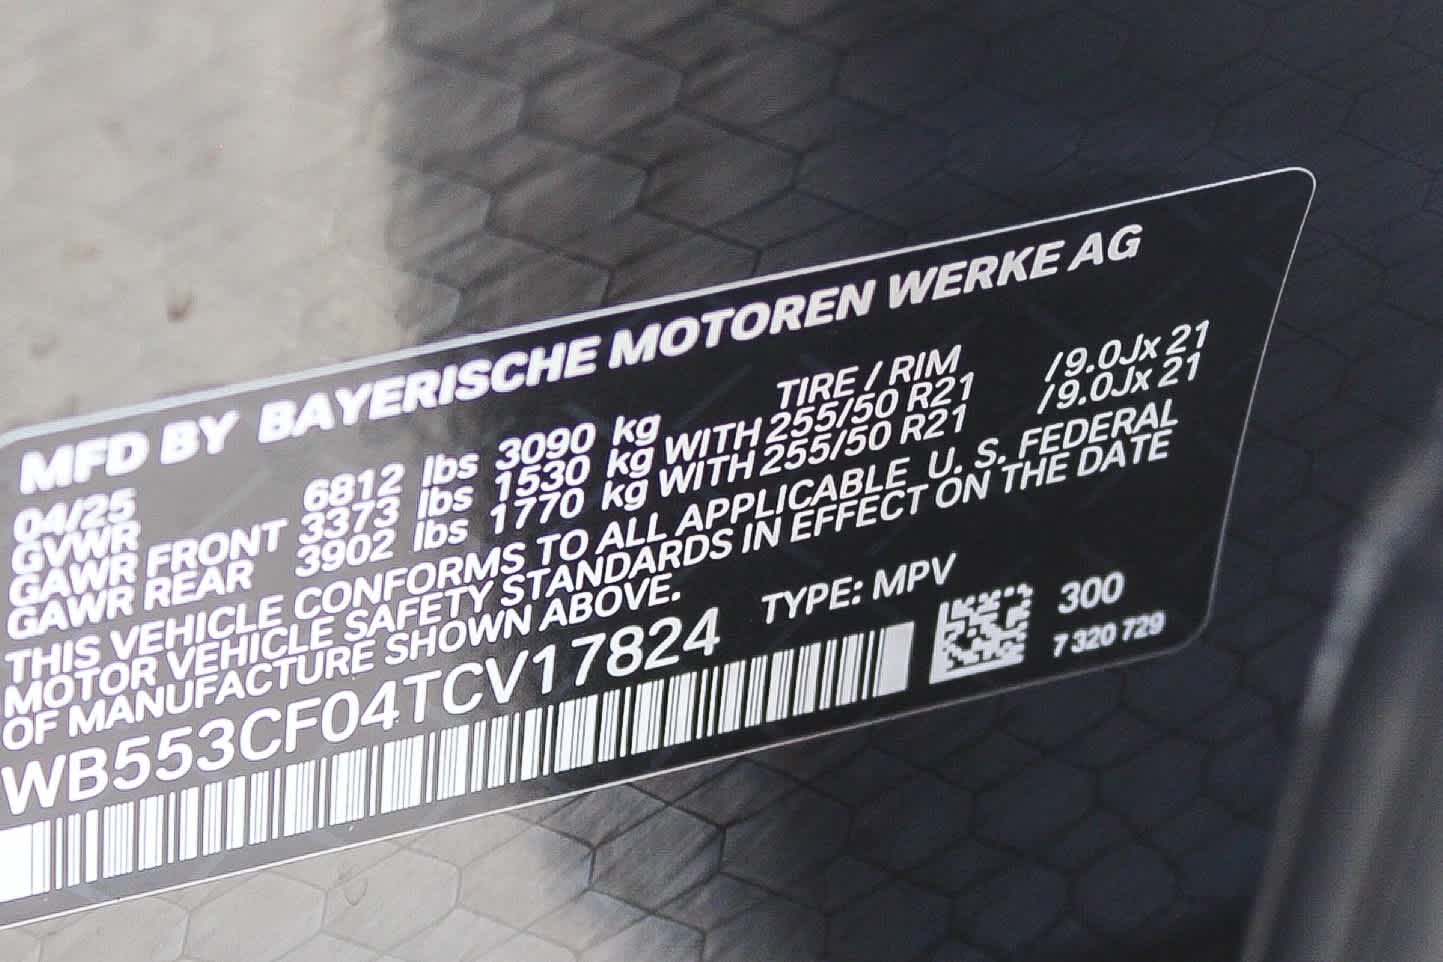 MFD BY BAYERISCHE MOTOREN WERKE AG
04/25 TIRE / RIM
GVWR 6812 lbs 3090 kg
GAWR FRONT 3373 lbs 1530 kg WITH 255/50 R21 /9.0Jx 21
GAWR REAR 3902 lbs 1770 kg WITH 255/50 R21 /9.0Jx 21
THIS VEHICLE CONFORMS TO ALL APPLICABLE U. S. FEDERAL
MOTOR VEHICLE SAFETY STANDARDS IN EFFECT ON THE DATE
OF MANUFACTURE SHOWN ABOVE.
WB553CF04TCV17824 TYPE: MPV
300
7 320 729